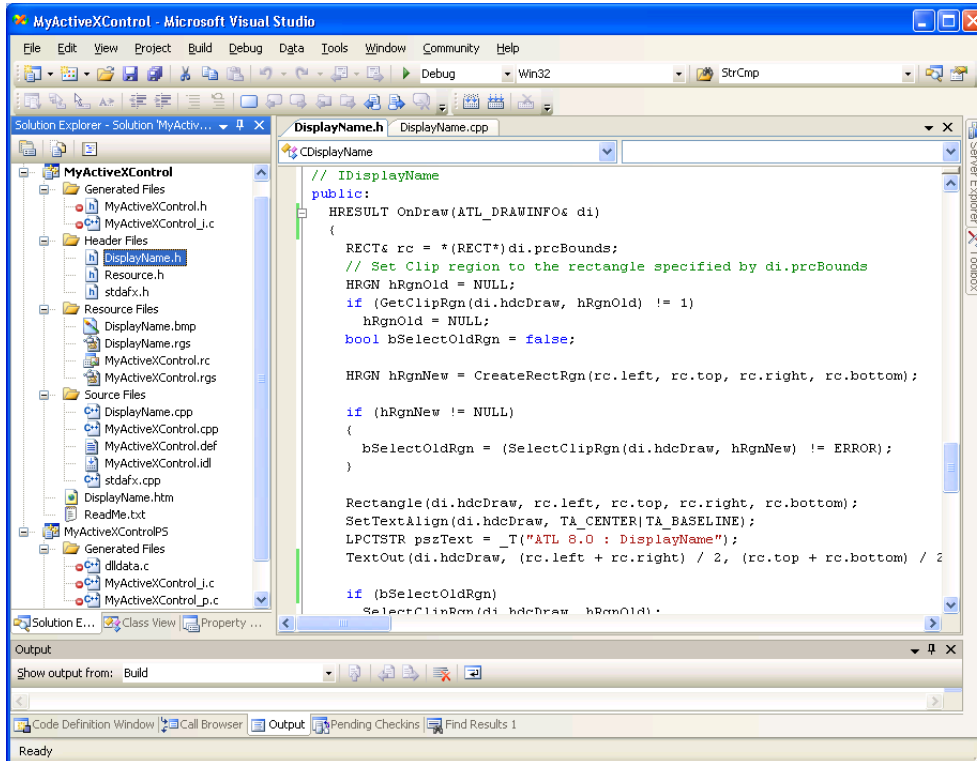 MyActiveXControl - Microsoft Visual Studio
File Edit View Project Build Debug Data Tools Window Community Help
Debug Win32 StrCmp
Solution Explorer - Solution 'MyActiv...
MyActiveXControl
Generated Files
MyActiveXControl.h
MyActiveXControl_i.c
Header Files
DisplayName.h
Resource.h
stdafx.h
Resource Files
DisplayName.bmp
DisplayName.rgs
MyActiveXControl.rc
MyActiveXControl.rgs
Source Files
DisplayName.cpp
MyActiveXControl.cpp
MyActiveXControl.def
MyActiveXControl.idl
stdafx.cpp
DisplayName.htm
ReadMe.txt
MyActiveXControlPS
Generated Files
dlldata.c
MyActiveXControl_i.c
MyActiveXControl_p.c
Solution E... Class View Property ...
DisplayName.h DisplayName.cpp
CDisplayName
// IDisplayName
public:
HRESULT OnDraw(ATL_DRAWINFO& di)
{
RECT& rc = *(RECT*)di.prcBounds;
// Set Clip region to the rectangle specified by di.prcBounds
HRGN hRgnOld = NULL;
if (GetClipRgn(di.hdcDraw, hRgnOld) != 1)
hRgnOld = NULL;
bool bSelectOldRgn = false;
HRGN hRgnNew = CreateRectRgn(rc.left, rc.top, rc.right, rc.bottom);
if (hRgnNew != NULL)
{
bSelectOldRgn = (SelectClipRgn(di.hdcDraw, hRgnNew) != ERROR);
}
Rectangle(di.hdcDraw, rc.left, rc.top, rc.right, rc.bottom);
SetTextAlign(di.hdcDraw, TA_CENTER|TA_BASELINE);
LPCTSTR pszText = _T("ATL 8.0 : DisplayName");
TextOut(di.hdcDraw, (rc.left + rc.right) / 2, (rc.top + rc.bottom) / 2
if (bSelectOldRgn)
SelectClipRgn(di.hdcDraw, hRgnOld);
Server Explorer
Toolbox
Output
Show output from: Build
Code Definition Window Call Browser Output Pending Checkins Find Results 1
Ready